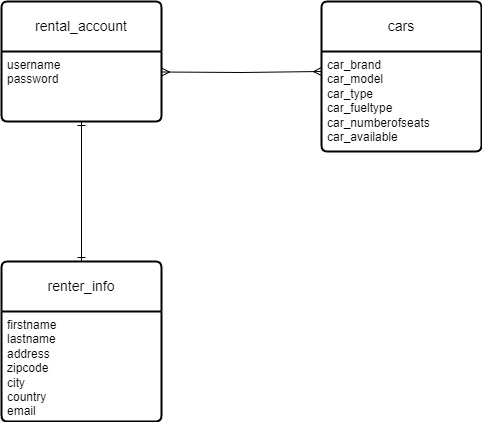 rental_account
username
password
cars
car_brand
car_model
car_type
car_fueltype
car_numberofseats
car_available
renter_info
firstname
lastname
address
zipcode
city
country
email